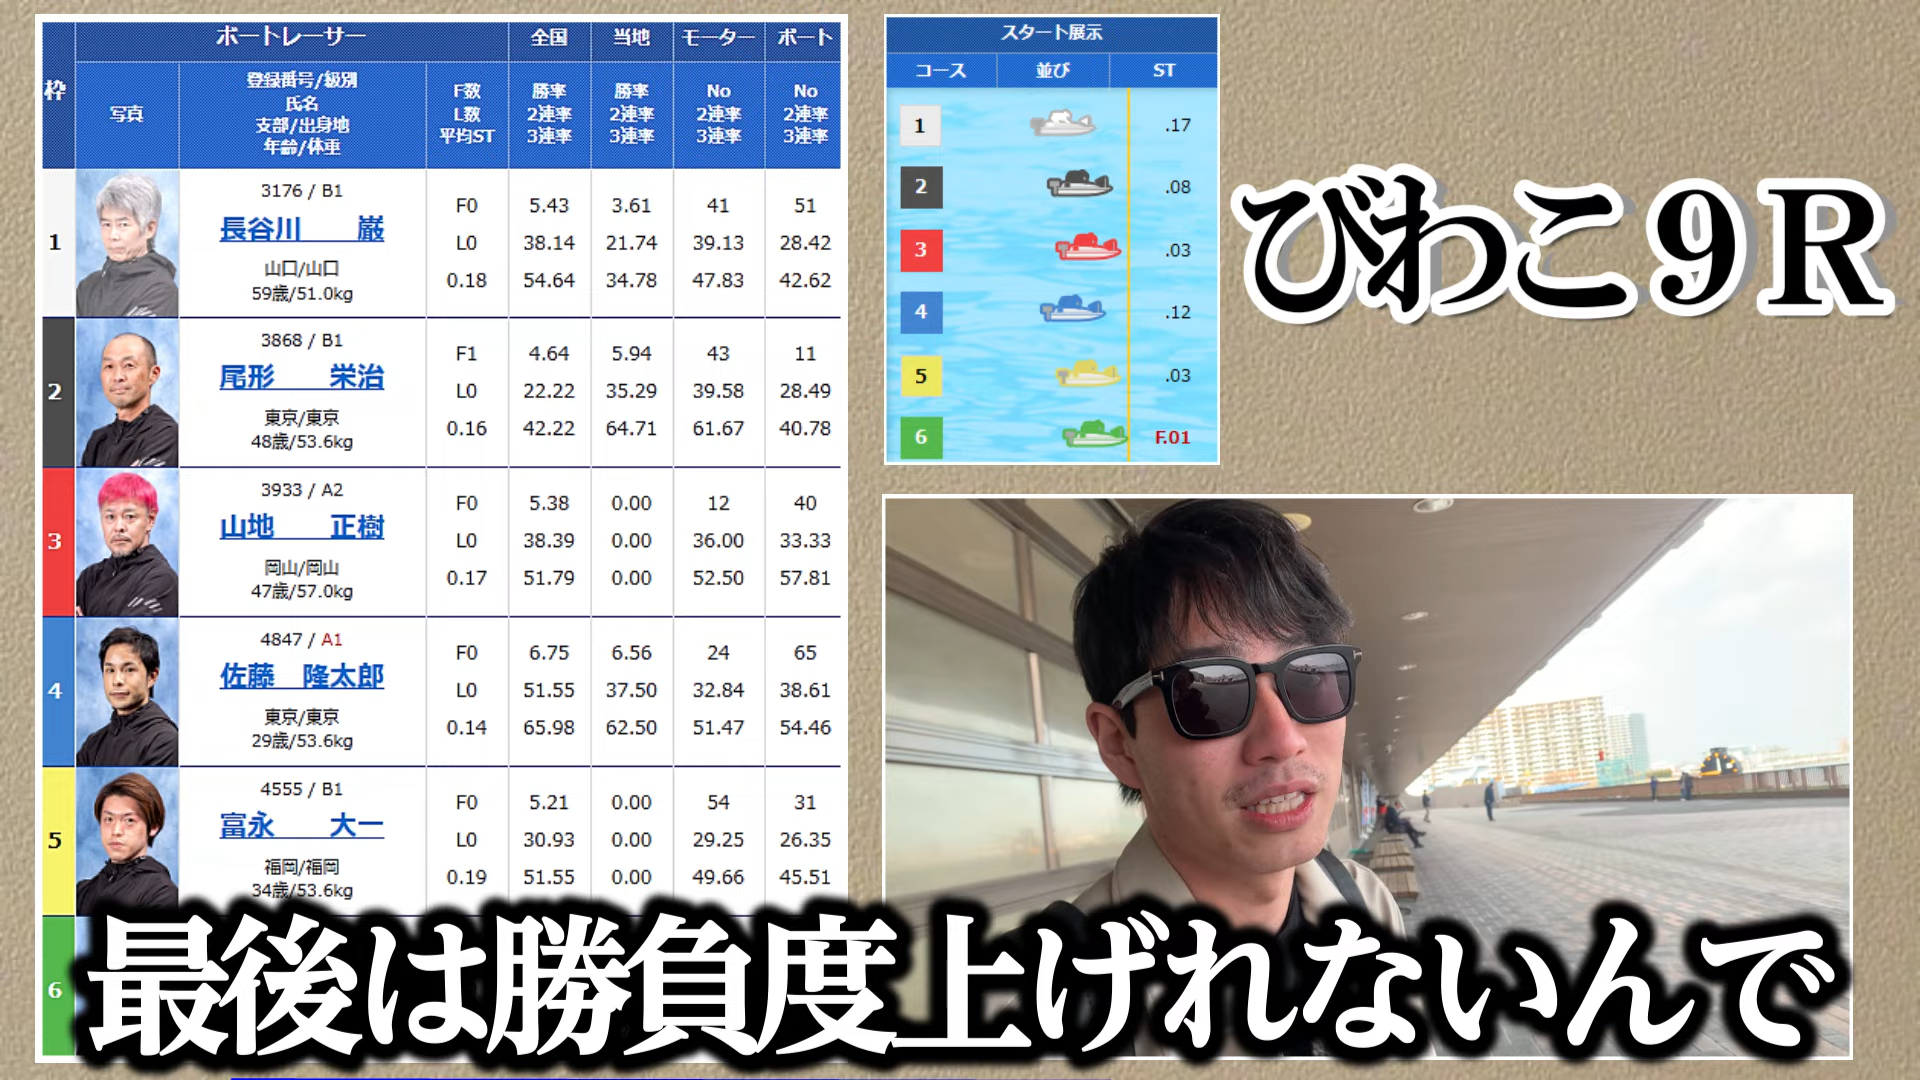 ボートレーサー 全国 当地 モーター ボート
枠 写真 登録番号/級別 氏名 支部/出身地 年齢/体重 F数 L数 平均ST 勝率 2連率 3連率 勝率 2連率 3連率 No 2連率 3連率 No 2連率 3連率
1
3176 / B1
長谷川 巌
山口/山口
59歳/51.0kg
F0 5.43 3.61 41 51
L0 38.14 21.74 39.13 28.42
0.18 54.64 34.78 47.83 42.62
2
3868 / B1
尾形 栄治
東京/東京
48歳/53.6kg
F1 4.64 5.94 43 11
L0 22.22 35.29 39.58 28.49
0.16 42.22 64.71 61.67 40.78
3
3933 / A2
山地 正樹
岡山/岡山
47歳/57.0kg
F0 5.38 0.00 12 40
L0 38.39 0.00 36.00 33.33
0.17 51.79 0.00 52.50 57.81
4
4847 / A1
佐藤 隆太郎
東京/東京
29歳/53.6kg
F0 6.75 6.56 24 65
L0 51.55 37.50 32.84 38.61
0.14 65.98 62.50 51.47 54.46
5
4555 / B1
富永 大一
福岡/福岡
34歳/53.6kg
F0 5.21 0.00 54 31
L0 30.93 0.00 29.25 26.35
0.19 51.55 0.00 49.66 45.51
6
スタート展示
コース 並び ST
1 .17
2 .08
3 .03
4 .12
5 .03
6 F.01
びわこ９R
最後は勝負度上げれないんで